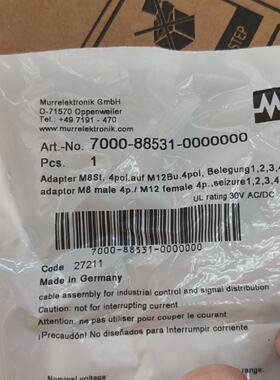 STEP
Murrelektronik GmbH
D-71570 Oppenweiler
Tel.: +49 7191 - 470
www.murrelektronik.com
Art.-No. 7000-88531-0000000
Pcs. 1
Adapter M8St. 4pol.auf M12Bu.4pol, Belegung1,2,3,4
adaptor M8 male 4p./ M12 female 4p.,seizure1,2,3,4
UL rating 30V AC/DC
7000-88531-0000000
Code 27211
Made in Germany
cable assembly for industrial control and signal distribution
Caution: not for interrupting current.
Attention: ne pas utiliser pour couper le courant
¡Precaución! No diseñados para Interrumpir corriente
Nominal voltage
range: